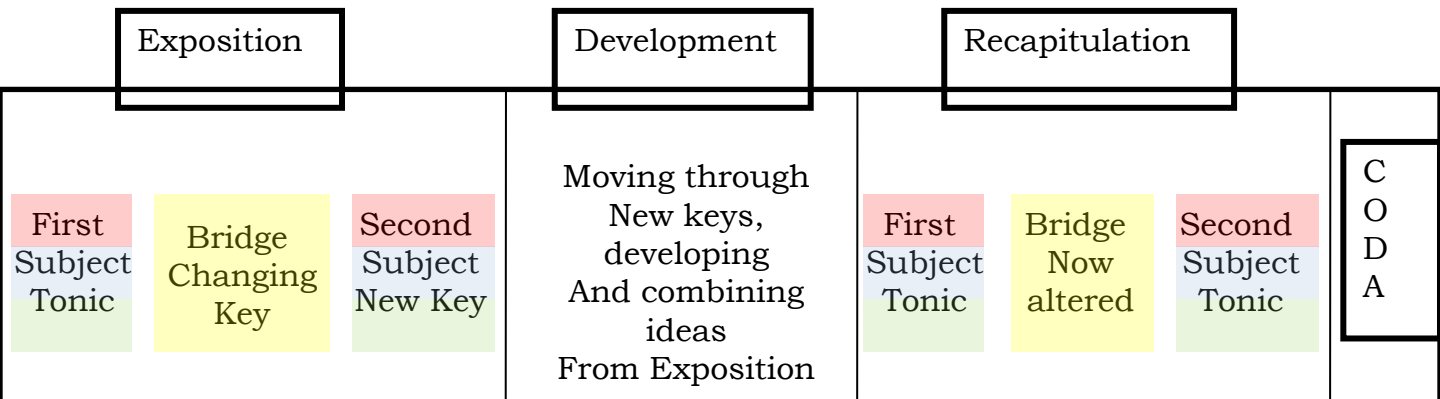 Exposition
Development
Recapitulation
First
Subject
Tonic
Bridge
Changing
Key
Second
Subject
New Key
Moving through
New keys,
developing
And combining
ideas
From Exposition
First
Subject
Tonic
Bridge
Now
altered
Second
Subject
Tonic
C
O
D
A